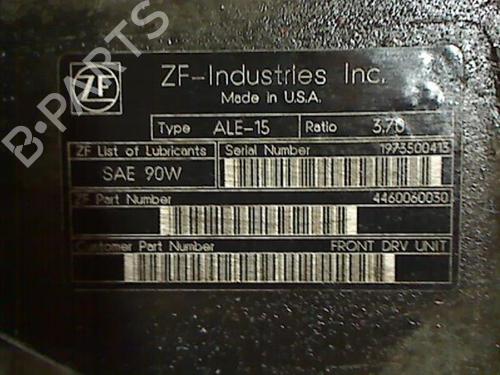 B-PARTS
ZF
ZF-Industries Inc.
Made in U.S.A.
Type ALE-15 Ratio 3.70
ZF List of Lubricants Serial Number 1973500413
SAE 90W
ZF Part Number 4460060030
Customer Part Number FRONT DRV UNIT